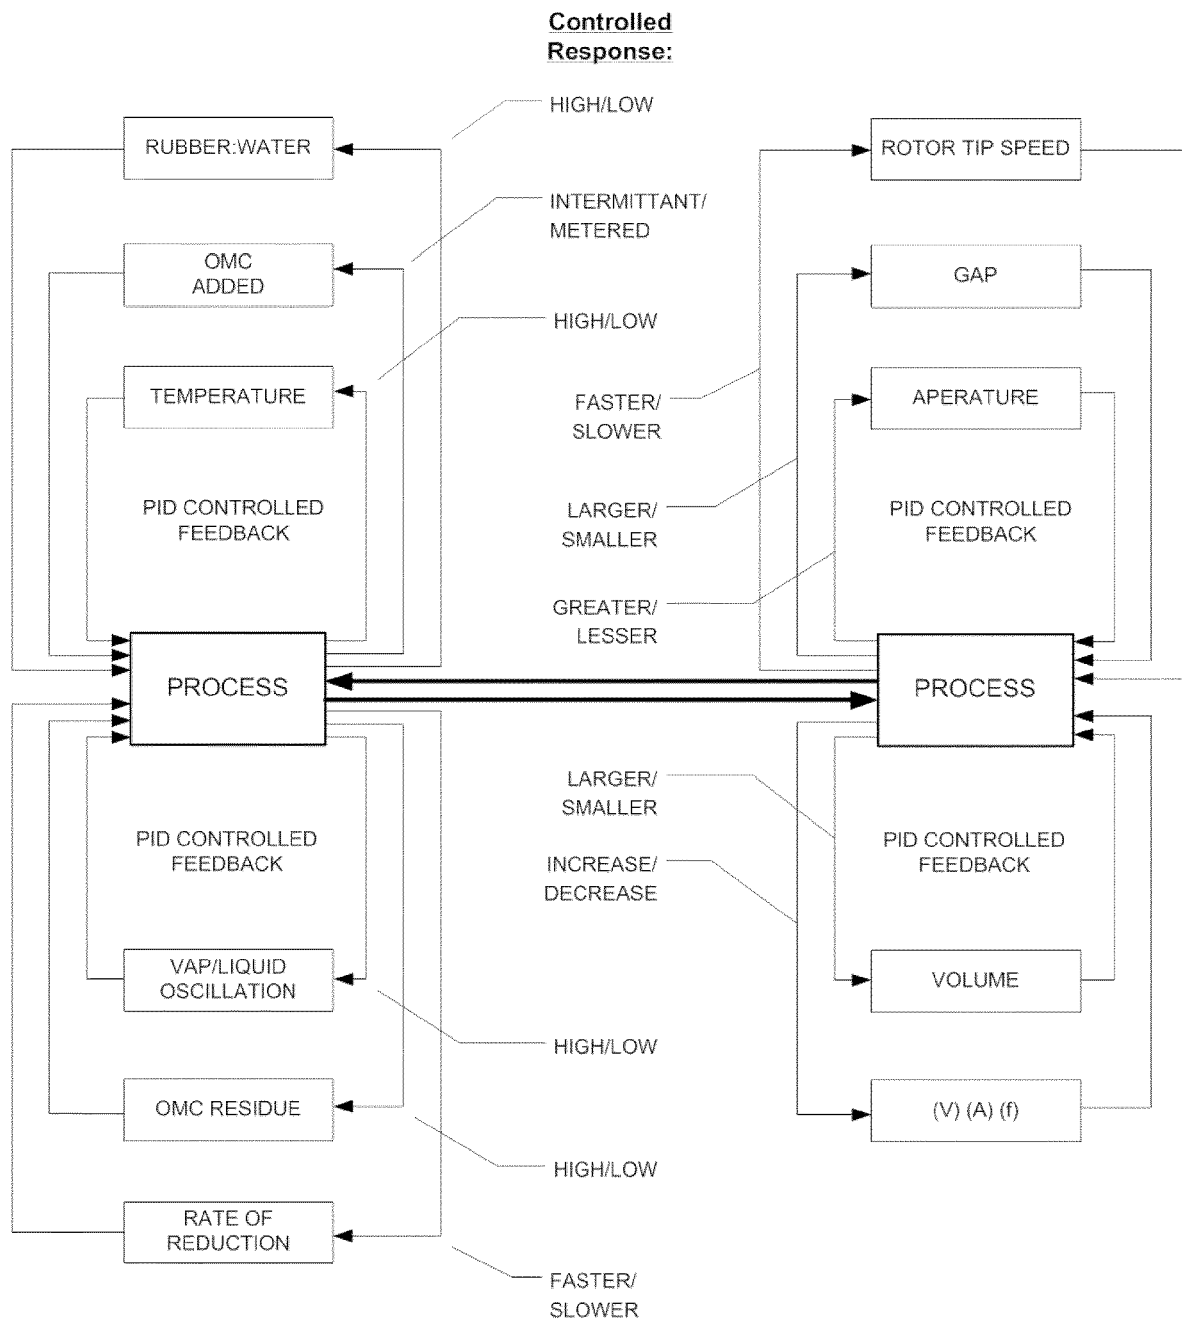 Controlled
Response:
HIGH/LOW
RUBBER:WATER
ROTOR TIP SPEED
INTERMITTANT/
METERED
OMC
ADDED
GAP
HIGH/LOW
TEMPERATURE
APERATURE
FASTER/
SLOWER
PID CONTROLLED
FEEDBACK
LARGER/
SMALLER
PID CONTROLLED
FEEDBACK
GREATER/
LESSER
PROCESS
PROCESS
LARGER/
SMALLER
PID CONTROLLED
FEEDBACK
PID CONTROLLED
FEEDBACK
INCREASE/
DECREASE
VAP/LIQUID
OSCILLATION
VOLUME
HIGH/LOW
OMC RESIDUE
(V) (A) (f)
HIGH/LOW
RATE OF
REDUCTION
FASTER/
SLOWER